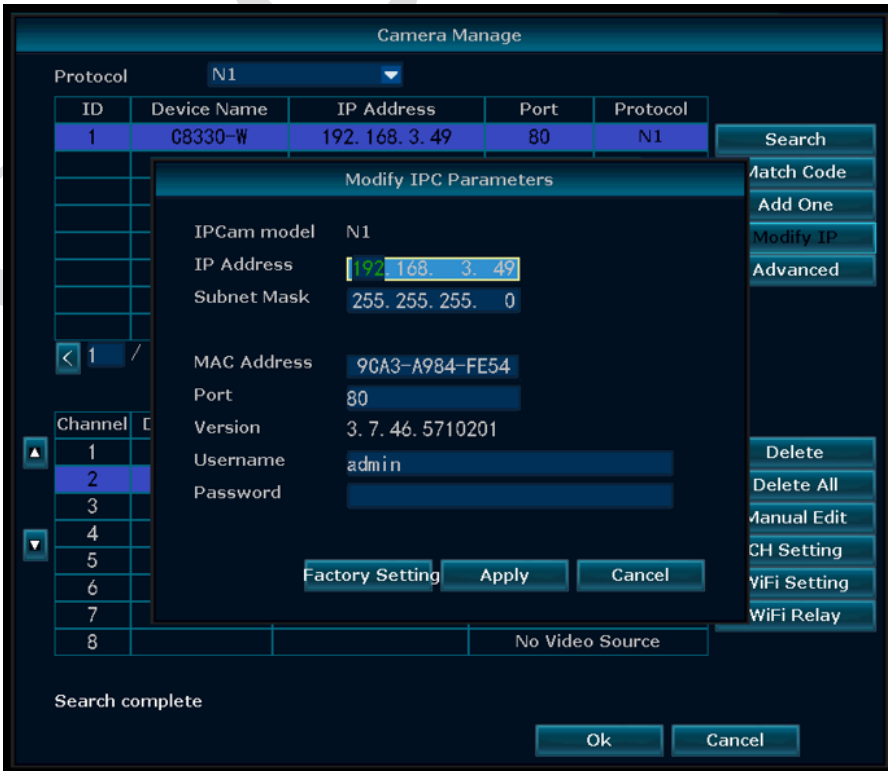 Camera Manage
Protocol N1
ID Device Name IP Address Port Protocol
1 C8330-W 192.168.3.49 80 N1
Search
Match Code
Add One
Modify IP
Advanced
Modify IPC Parameters
IPCam model N1
IP Address 192.168.3.49
Subnet Mask 255.255.255.0
MAC Address 9CA3-A984-FE54
Port 80
Version 3.7.46.5710201
Username admin
Password
Factory Setting Apply Cancel
< 1 /
Channel D
1
2
3
4
5
6
7
8 No Video Source
Delete
Delete All
Manual Edit
CH Setting
WiFi Setting
WiFi Relay
Search complete
Ok Cancel